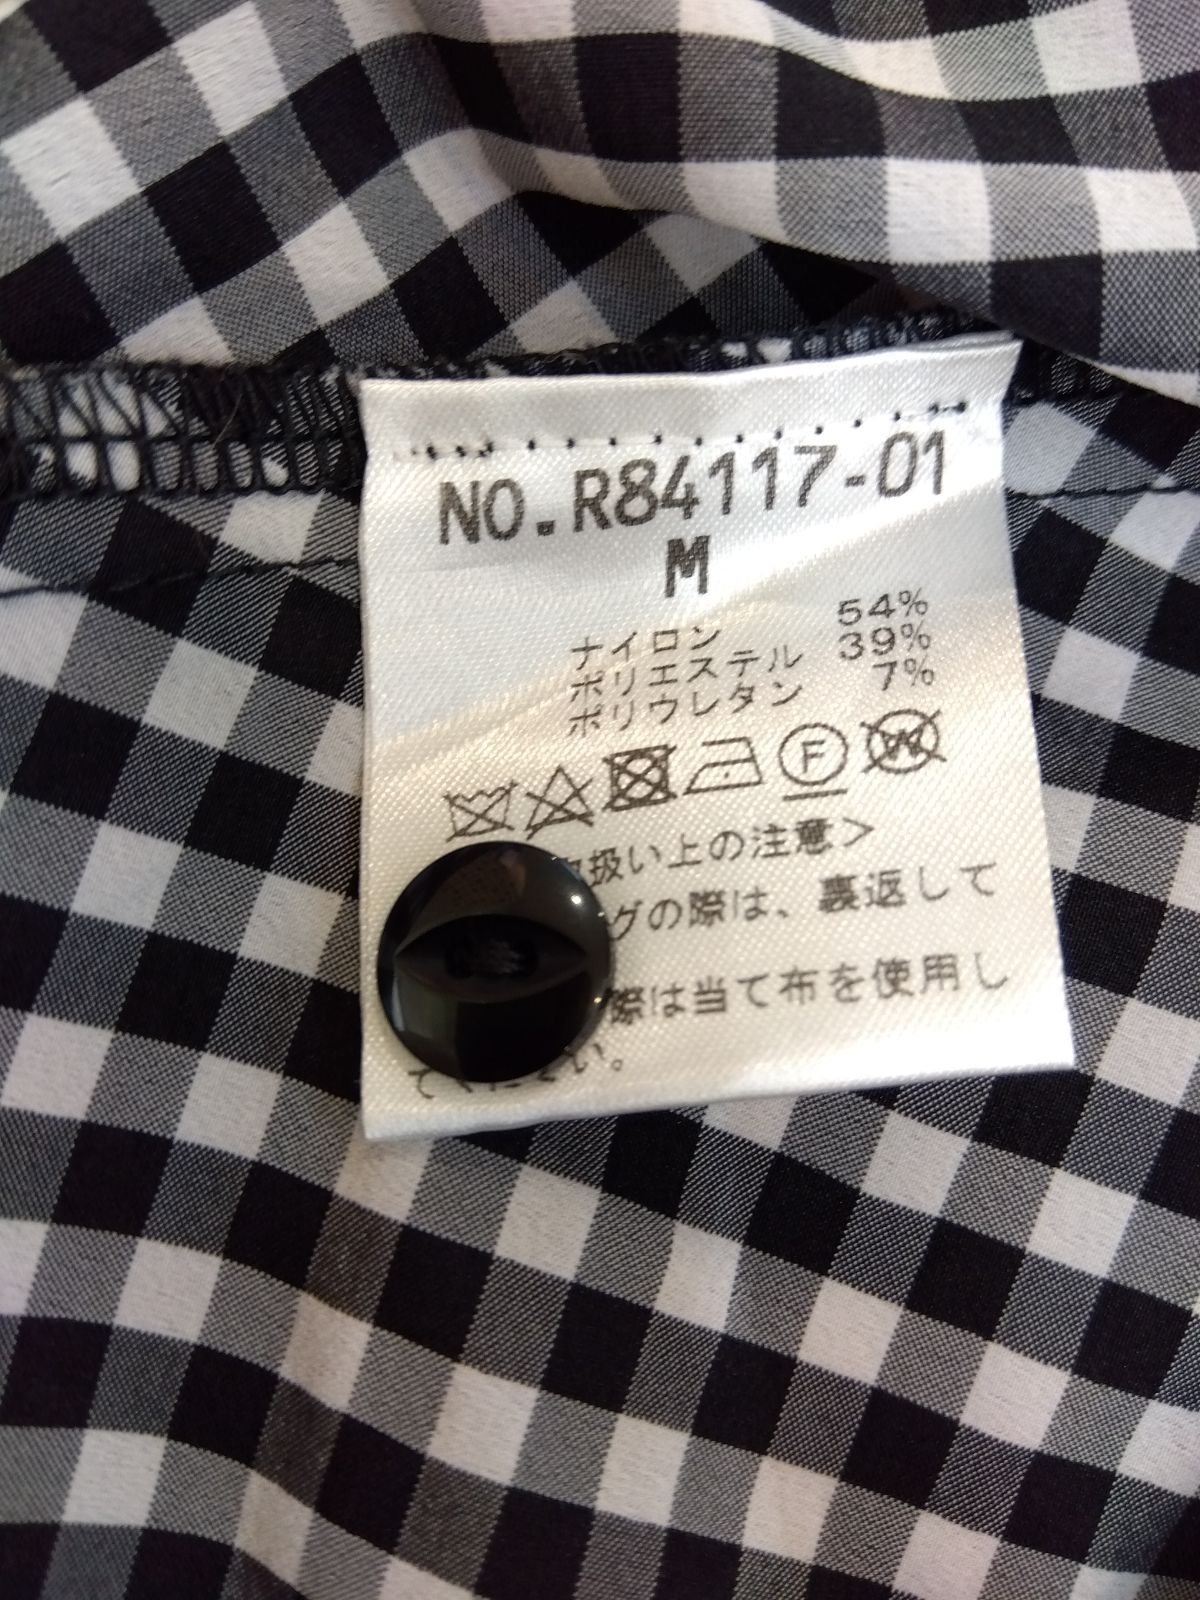 NO.R84117-01
M
ナイロン 54%
ポリエステル 39%
ポリウレタン 7%
F W
扱い上の注意>
グの際は、裏返して
際は当て布を使用し
い。